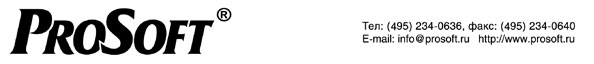 PROSOFT®
Тел: (495) 234-0636, факс: (495) 234-0640
E-mail: info@prosoft.ru http://www.prosoft.ru